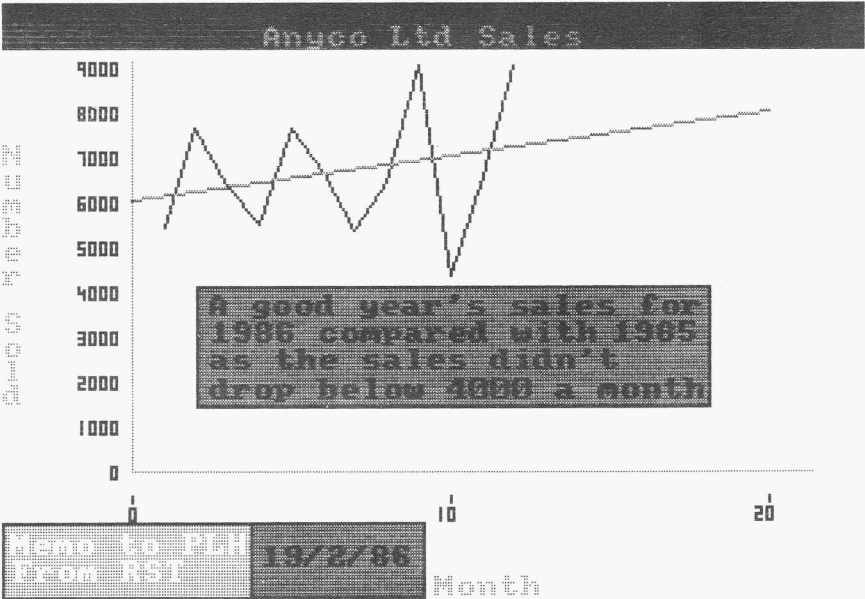 Anyco Ltd Sales
9000
8000
7000
6000
5000
4000
3000
2000
1000
0
Number Sold
A good year's sales for
1986 compared with 1985
as the sales didn't
drop below 4000 a month
0
10
20
Memo to PLH
From RST
19/2/86
Month